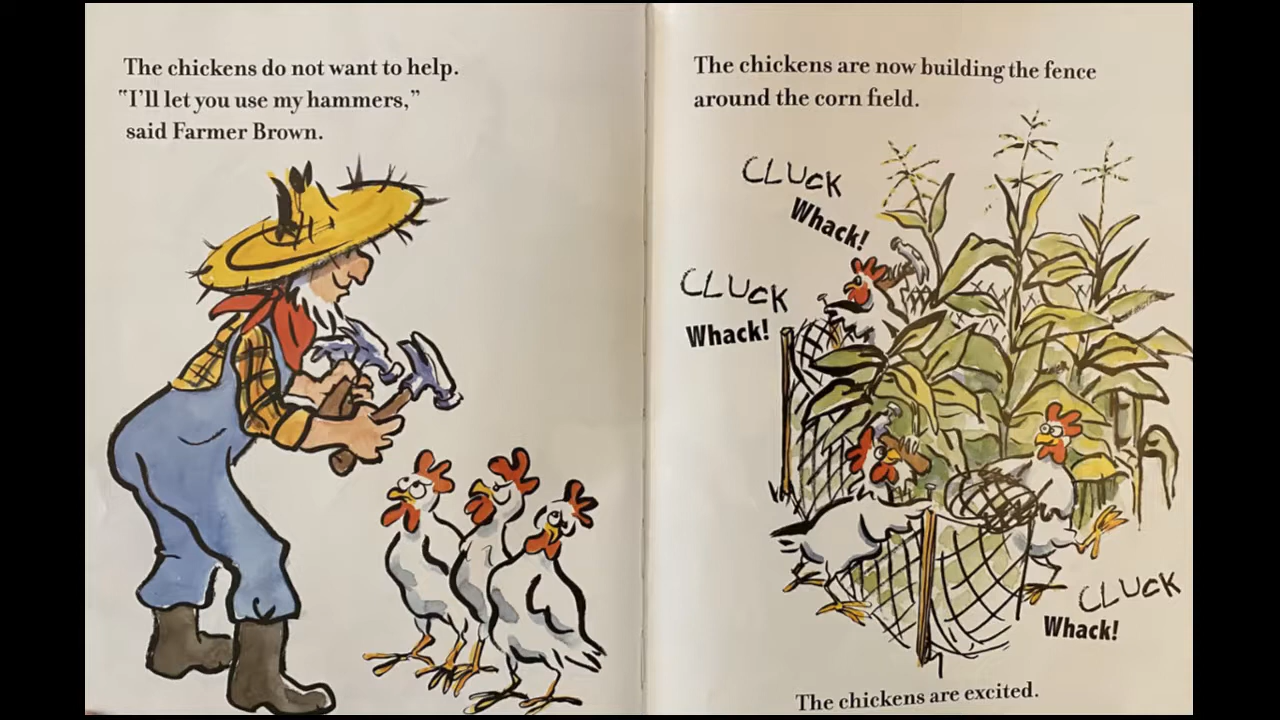 The chickens do not want to help.
"I'll let you use my hammers,"
said Farmer Brown.
The chickens are now building the fence
around the corn field.
CLUCK
Whack!
CLUCK
Whack!
CLUCK
Whack!
The chickens are excited.